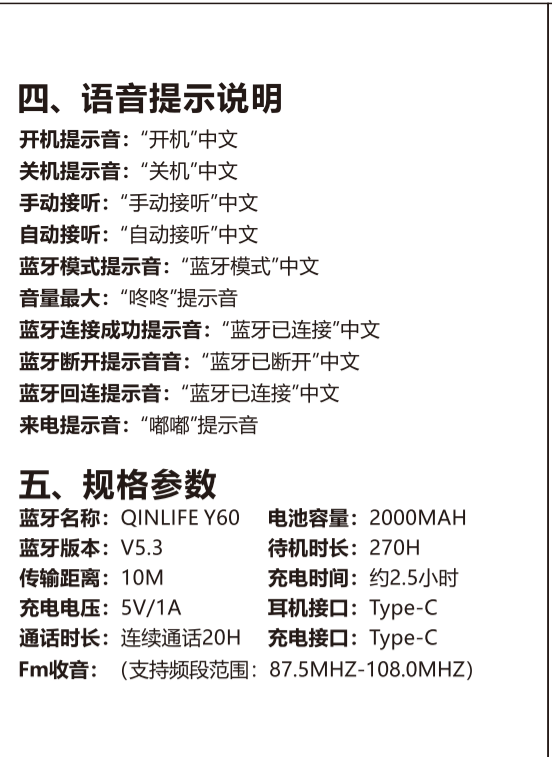 四、语音提示说明
开机提示音：“开机”中文
关机提示音：“关机”中文
手动接听：“手动接听”中文
自动接听：“自动接听”中文
蓝牙模式提示音：“蓝牙模式”中文
音量最大：“咚咚”提示音
蓝牙连接成功提示音：“蓝牙已连接”中文
蓝牙断开提示音音：“蓝牙已断开”中文
蓝牙回连提示音：“蓝牙已连接”中文
来电提示音：“嘟嘟”提示音
五、规格参数
蓝牙名称：QINLIFE Y60 电池容量：2000MAH
蓝牙版本：V5.3 待机时长：270H
传输距离：10M 充电时间：约2.5小时
充电电压：5V/1A 耳机接口：Type-C
通话时长：连续通话20H 充电接口：Type-C
Fm收音：（支持频段范围：87.5MHZ-108.0MHZ）